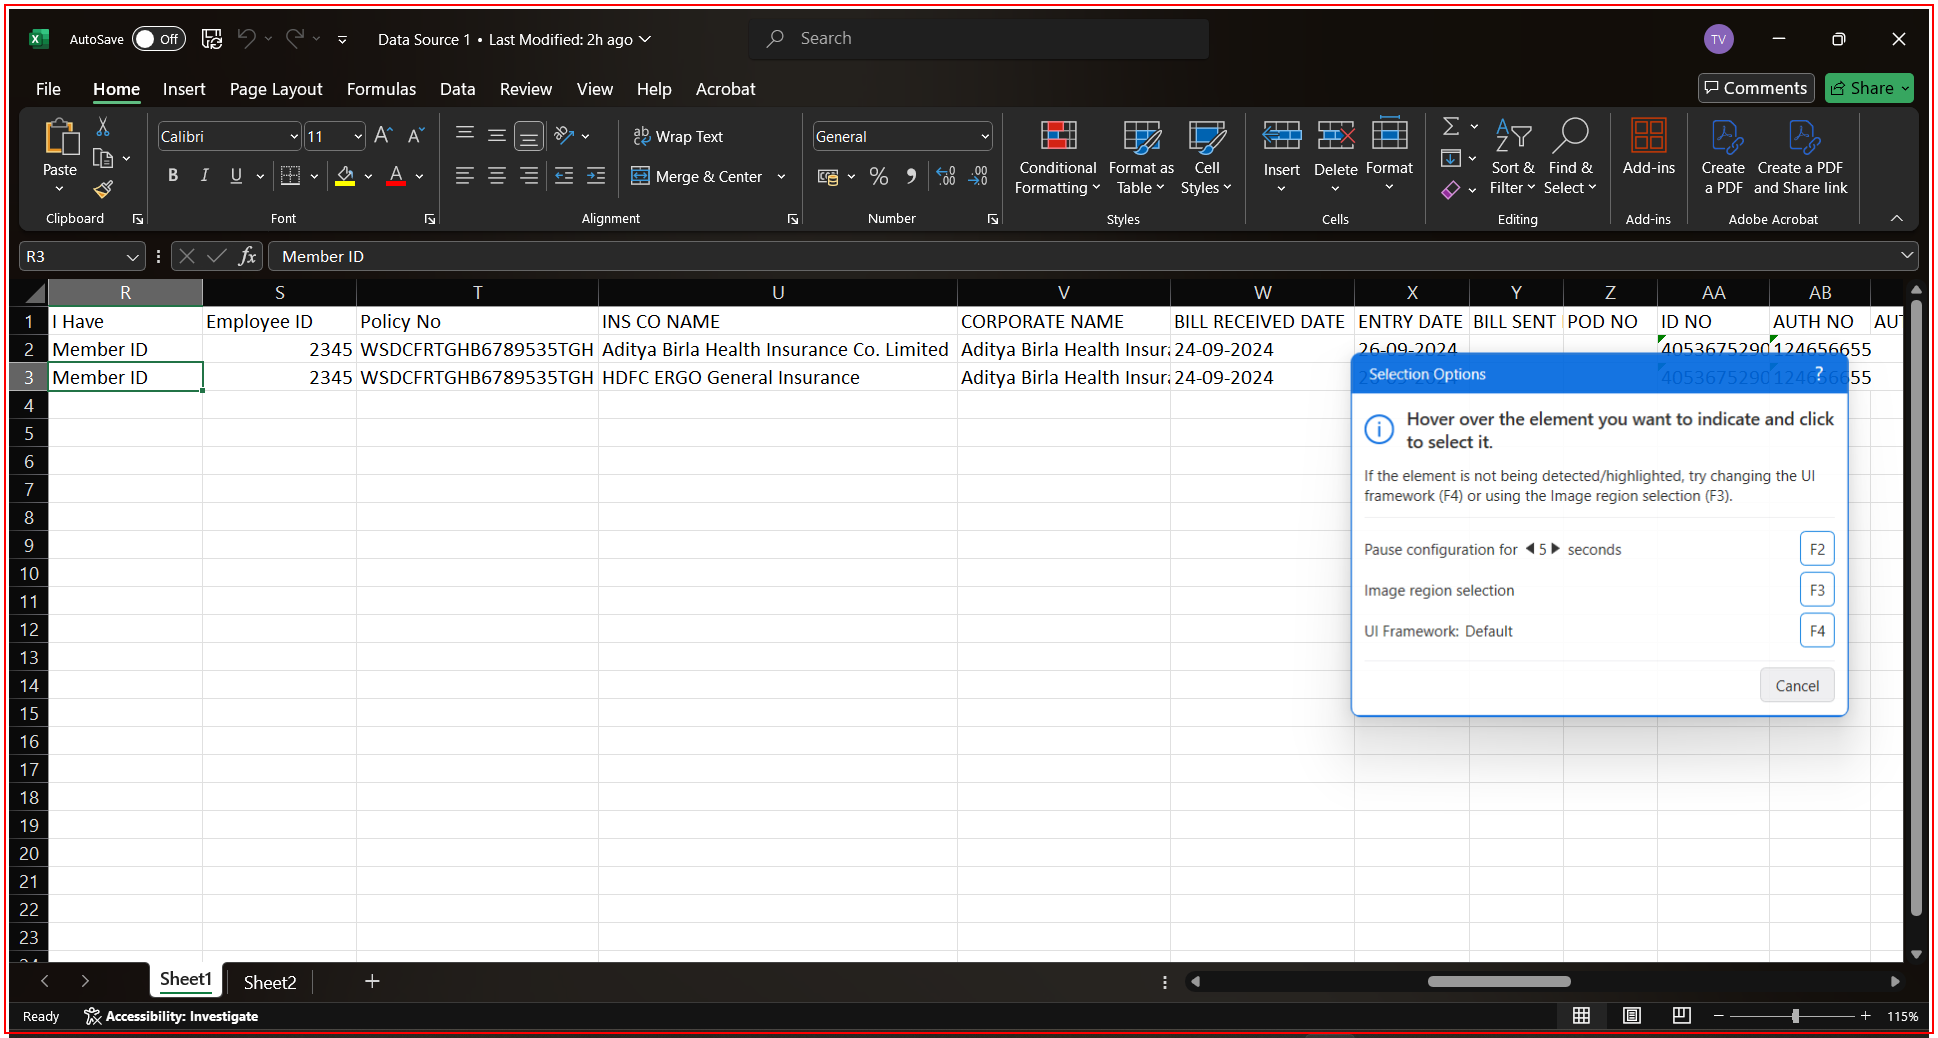 AutoSave Off Data Source 1 • Last Modified: 2h ago Search TV
File Home Insert Page Layout Formulas Data Review View Help Acrobat Comments Share
Paste Calibri 11 Wrap Text General Conditional Formatting Format as Table Cell Styles Insert Delete Format Sort & Filter Find & Select Add-ins Create a PDF Create a PDF and Share link
B I U A Merge & Center % 9
Clipboard Font Alignment Number Styles Cells Editing Add-ins Adobe Acrobat
R3 fx Member ID
R S T U V W X Y Z AA AB
1 I Have Employee ID Policy No INS CO NAME CORPORATE NAME BILL RECEIVED DATE ENTRY DATE BILL SENT POD NO ID NO AUTH NO AUT
2 Member ID 2345 WSDCFRTGHB6789535TGH Aditya Birla Health Insurance Co. Limited Aditya Birla Health Insur 24-09-2024 26-09-2024 4053675290 124656655
3 Member ID 2345 WSDCFRTGHB6789535TGH HDFC ERGO General Insurance Aditya Birla Health Insur 24-09-2024 4053675290 124656655
Selection Options ?
Hover over the element you want to indicate and click
to select it.
If the element is not being detected/highlighted, try changing the UI
framework (F4) or using the Image region selection (F3).
Pause configuration for 5 seconds F2
Image region selection F3
UI Framework: Default F4
Cancel
4
5
6
7
8
9
10
11
12
13
14
15
16
17
18
19
20
21
22
23
24
Sheet1 Sheet2 +
Ready Accessibility: Investigate 115%